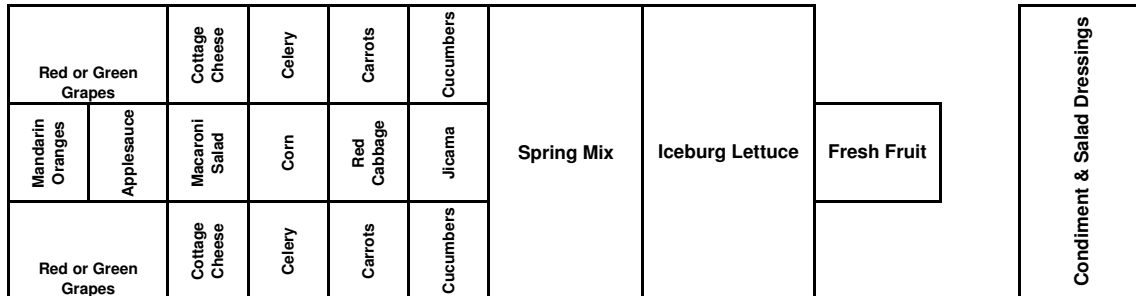 Red or Green
Grapes
Cottage
Cheese
Celery
Carrots
Cucumbers
Mandarin
Oranges
Applesauce
Macaroni
Salad
Corn
Red
Cabbage
Jicama
Spring Mix
Iceburg Lettuce
Fresh Fruit
Condiment & Salad Dressings
Red or Green
Grapes
Cottage
Cheese
Celery
Carrots
Cucumbers